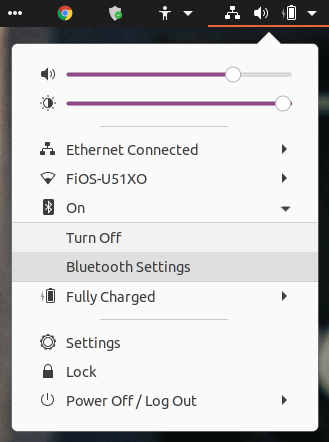 Ethernet Connected
FiOS-U51XO
On
Turn Off
Bluetooth Settings
Fully Charged
Settings
Lock
Power Off / Log Out